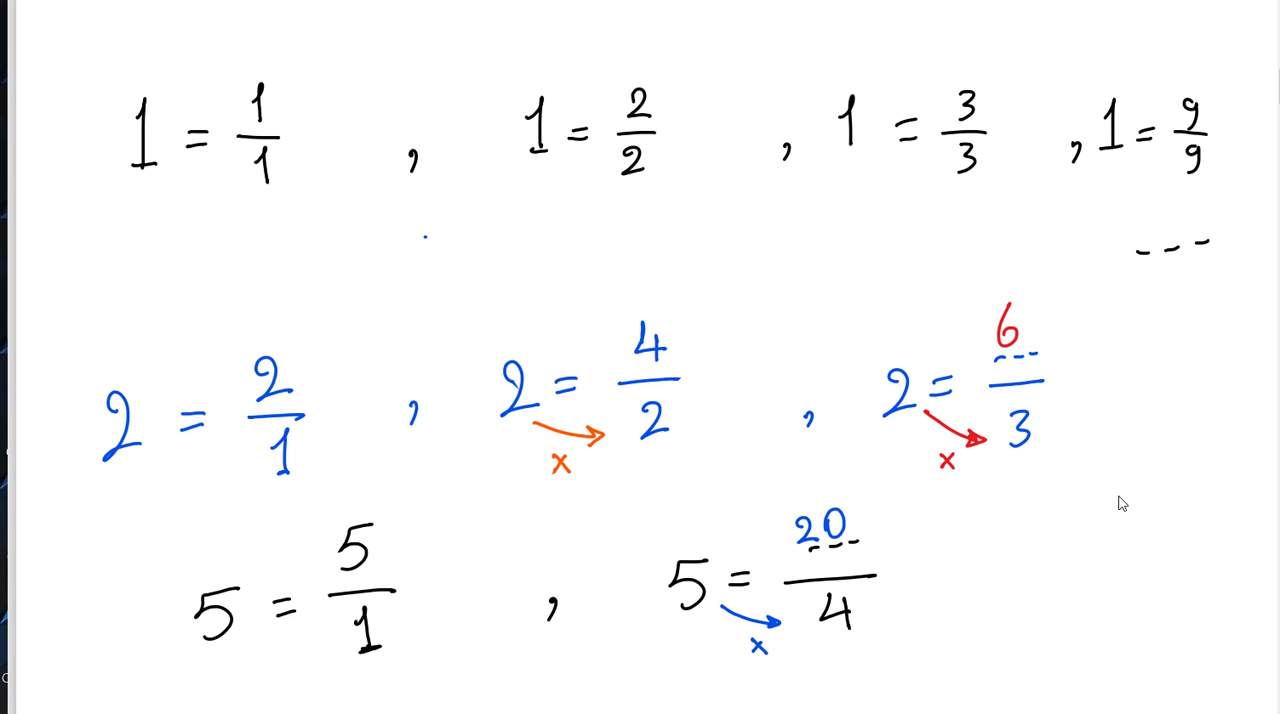 1 = 1/1 , 1 = 2/2 , 1 = 3/3 , 1 = 9/9
---
2 = 2/1 , 2 = 4/2 , 2 = 6/3
x x
5 = 5/1 , 5 = 20/4
x